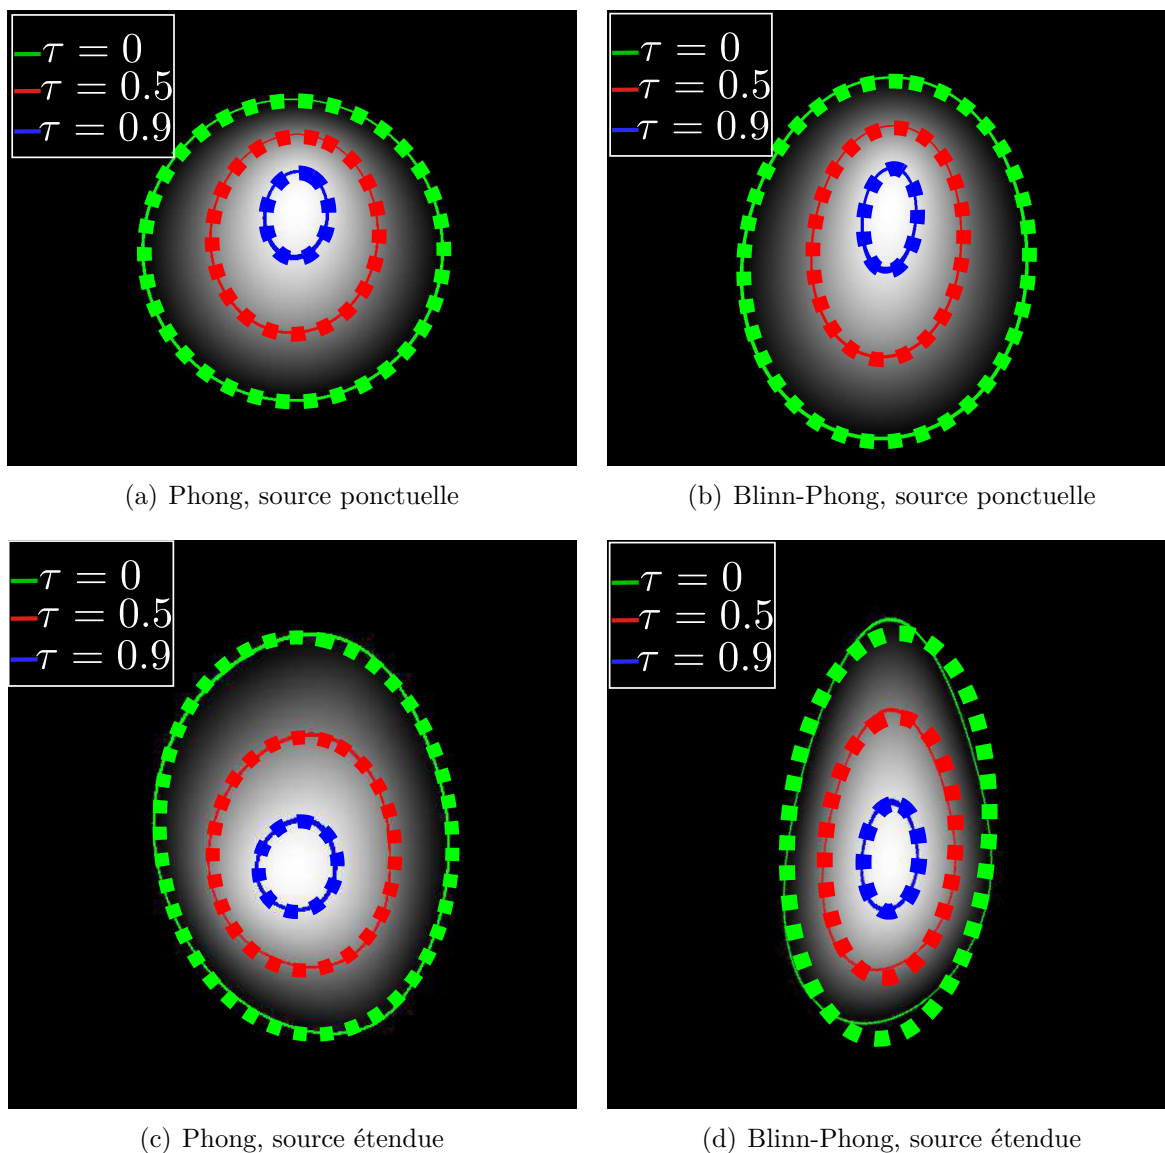 τ = 0
τ = 0.5
τ = 0.9
τ = 0
τ = 0.5
τ = 0.9
(a) Phong, source ponctuelle
(b) Blinn-Phong, source ponctuelle
τ = 0
τ = 0.5
τ = 0.9
τ = 0
τ = 0.5
τ = 0.9
(c) Phong, source étendue
(d) Blinn-Phong, source étendue